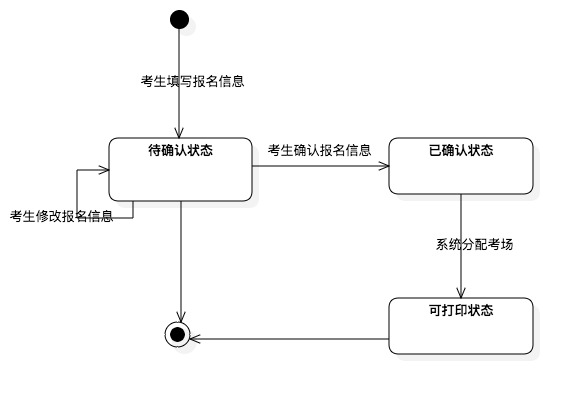 考生填写报名信息
待确认状态
考生确认报名信息
已确认状态
考生修改报名信息
系统分配考场
可打印状态